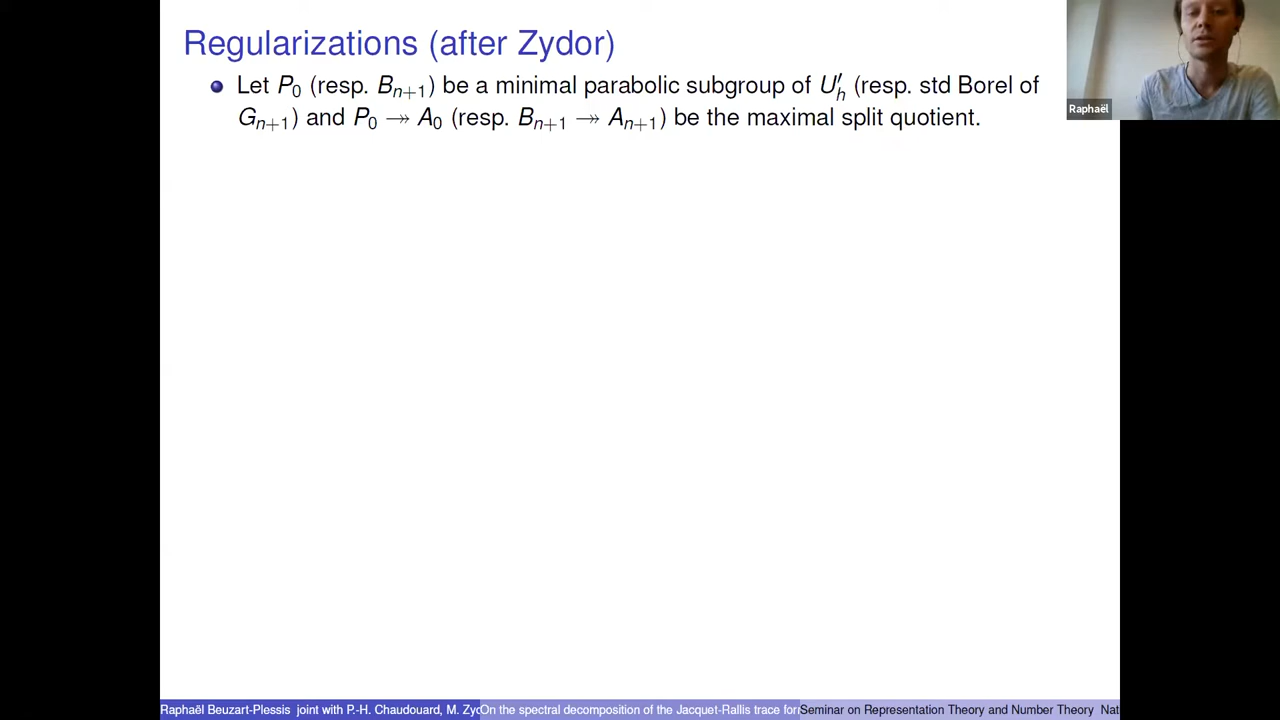 Regularizations (after Zydor)
Let P₀ (resp. Bₙ₊₁) be a minimal parabolic subgroup of U′ₕ (resp. std Borel of
Gₙ₊₁) and P₀ ↠ A₀ (resp. Bₙ₊₁ ↠ Aₙ₊₁) be the maximal split quotient.
Raphaël
Raphaël Beuzart-Plessis joint with P.-H. Chaudouard, M. Zyd
On the spectral decomposition of the Jacquet-Rallis trace for
Seminar on Representation Theory and Number Theory Nat